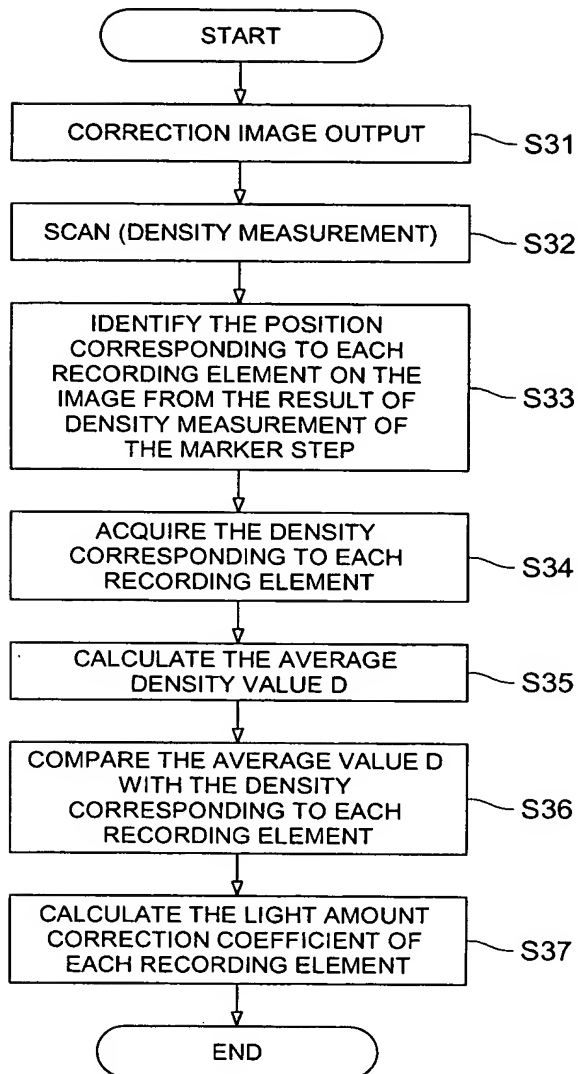 START
CORRECTION IMAGE OUTPUT
S31
SCAN (DENSITY MEASUREMENT)
S32
IDENTIFY THE POSITION
CORRESPONDING TO EACH
RECORDING ELEMENT ON THE
IMAGE FROM THE RESULT OF
DENSITY MEASUREMENT OF
THE MARKER STEP
S33
ACQUIRE THE DENSITY
CORRESPONDING TO EACH
RECORDING ELEMENT
S34
CALCULATE THE AVERAGE
DENSITY VALUE D
S35
COMPARE THE AVERAGE VALUE D
WITH THE DENSITY
CORRESPONDING TO EACH
RECORDING ELEMENT
S36
CALCULATE THE LIGHT AMOUNT
CORRECTION COEFFICIENT OF
EACH RECORDING ELEMENT
S37
END